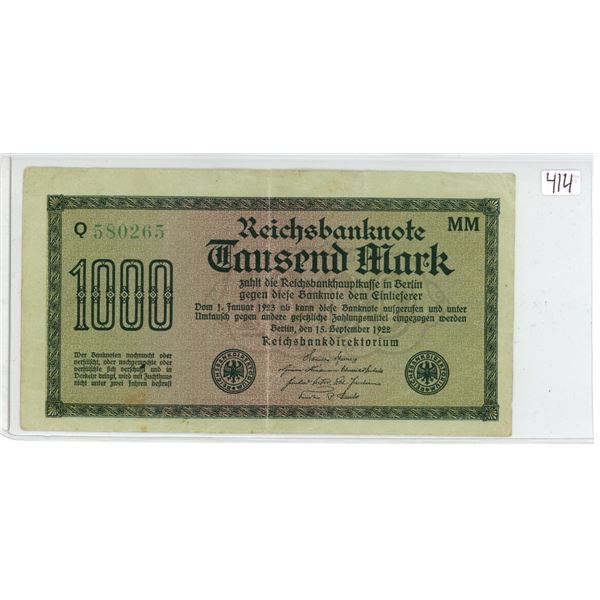 414
Q 580265
MM
Reichsbanknote
Tausend Mark
1000
zahlt die Reichsbankhauptkasse in Berlin
gegen diese Banknote dem Einlieferer
Vom 1. Januar 1923 ab kann diese Banknote aufgerufen und unter
Umtausch gegen andere gesetzliche Zahlungsmittel eingezogen werden
Berlin, den 15. September 1922
Reichsbankdirektorium
Wer Banknoten nachmacht oder
verfälscht, oder nachgemachte oder
verfälschte sich verschafft und in
Verkehr bringt, wird mit Zuchthaus
nicht unter zwei Jahren bestraft